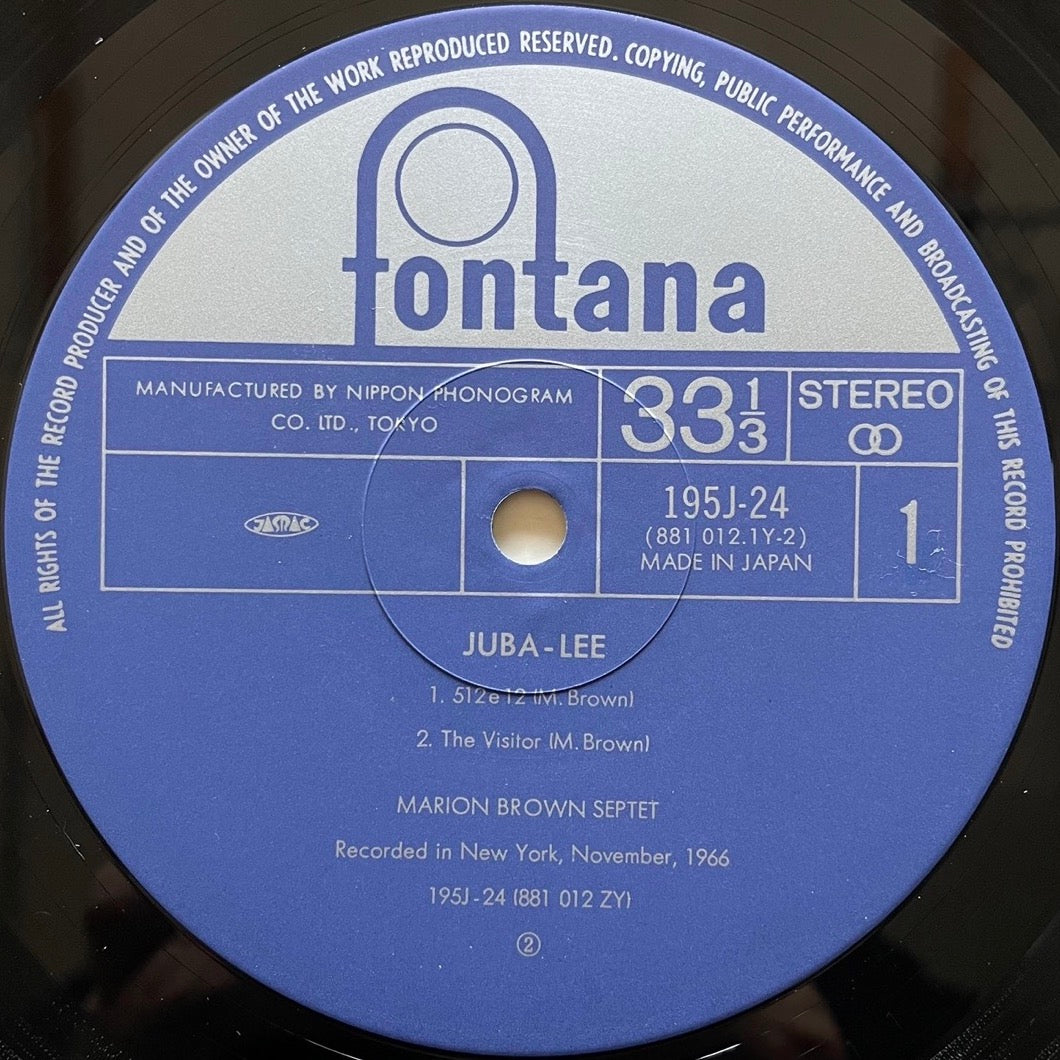 ALL RIGHTS OF THE RECORD PRODUCER AND OF THE OWNER OF THE WORK REPRODUCED RESERVED. COPYING, PUBLIC PERFORMANCE AND BROADCASTING OF THIS RECORD PROHIBITED
fontana
MANUFACTURED BY NIPPON PHONOGRAM
CO. LTD., TOKYO
33 1/3
STEREO
JASRAC
195J-24
(881 012.1Y-2)
MADE IN JAPAN
1
JUBA-LEE
1. 512e12 (M. Brown)
2. The Visitor (M. Brown)
MARION BROWN SEPTET
Recorded in New York, November, 1966
195J-24 (881 012 ZY)
②